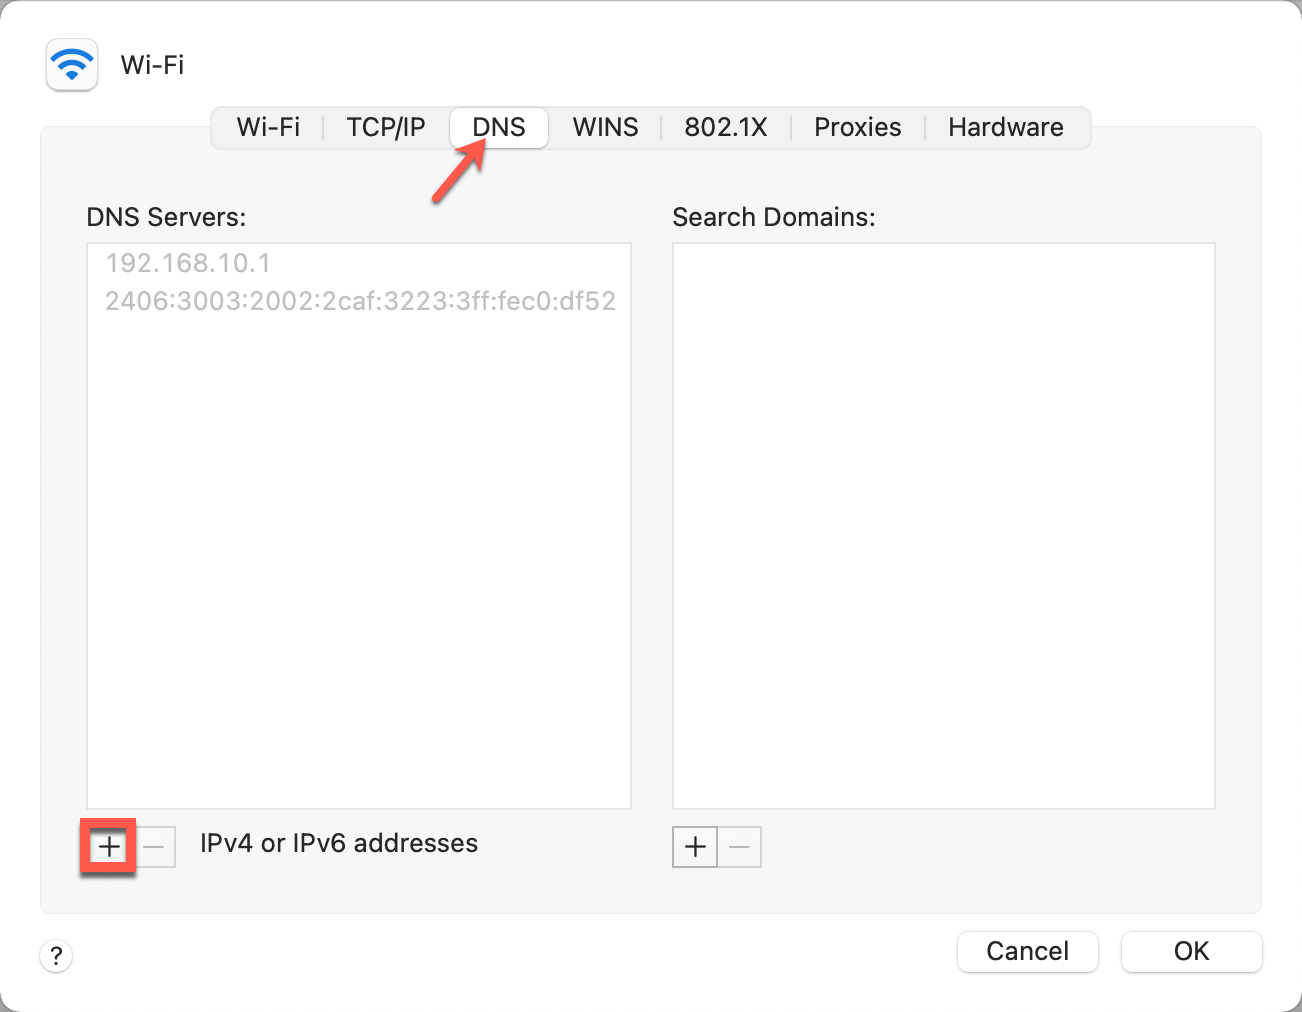 Wi-Fi
Wi-Fi TCP/IP DNS WINS 802.1X Proxies Hardware
DNS Servers:
192.168.10.1
2406:3003:2002:2caf:3223:3ff:fec0:df52
+ – IPv4 or IPv6 addresses
Search Domains:
+ –
?
Cancel
OK